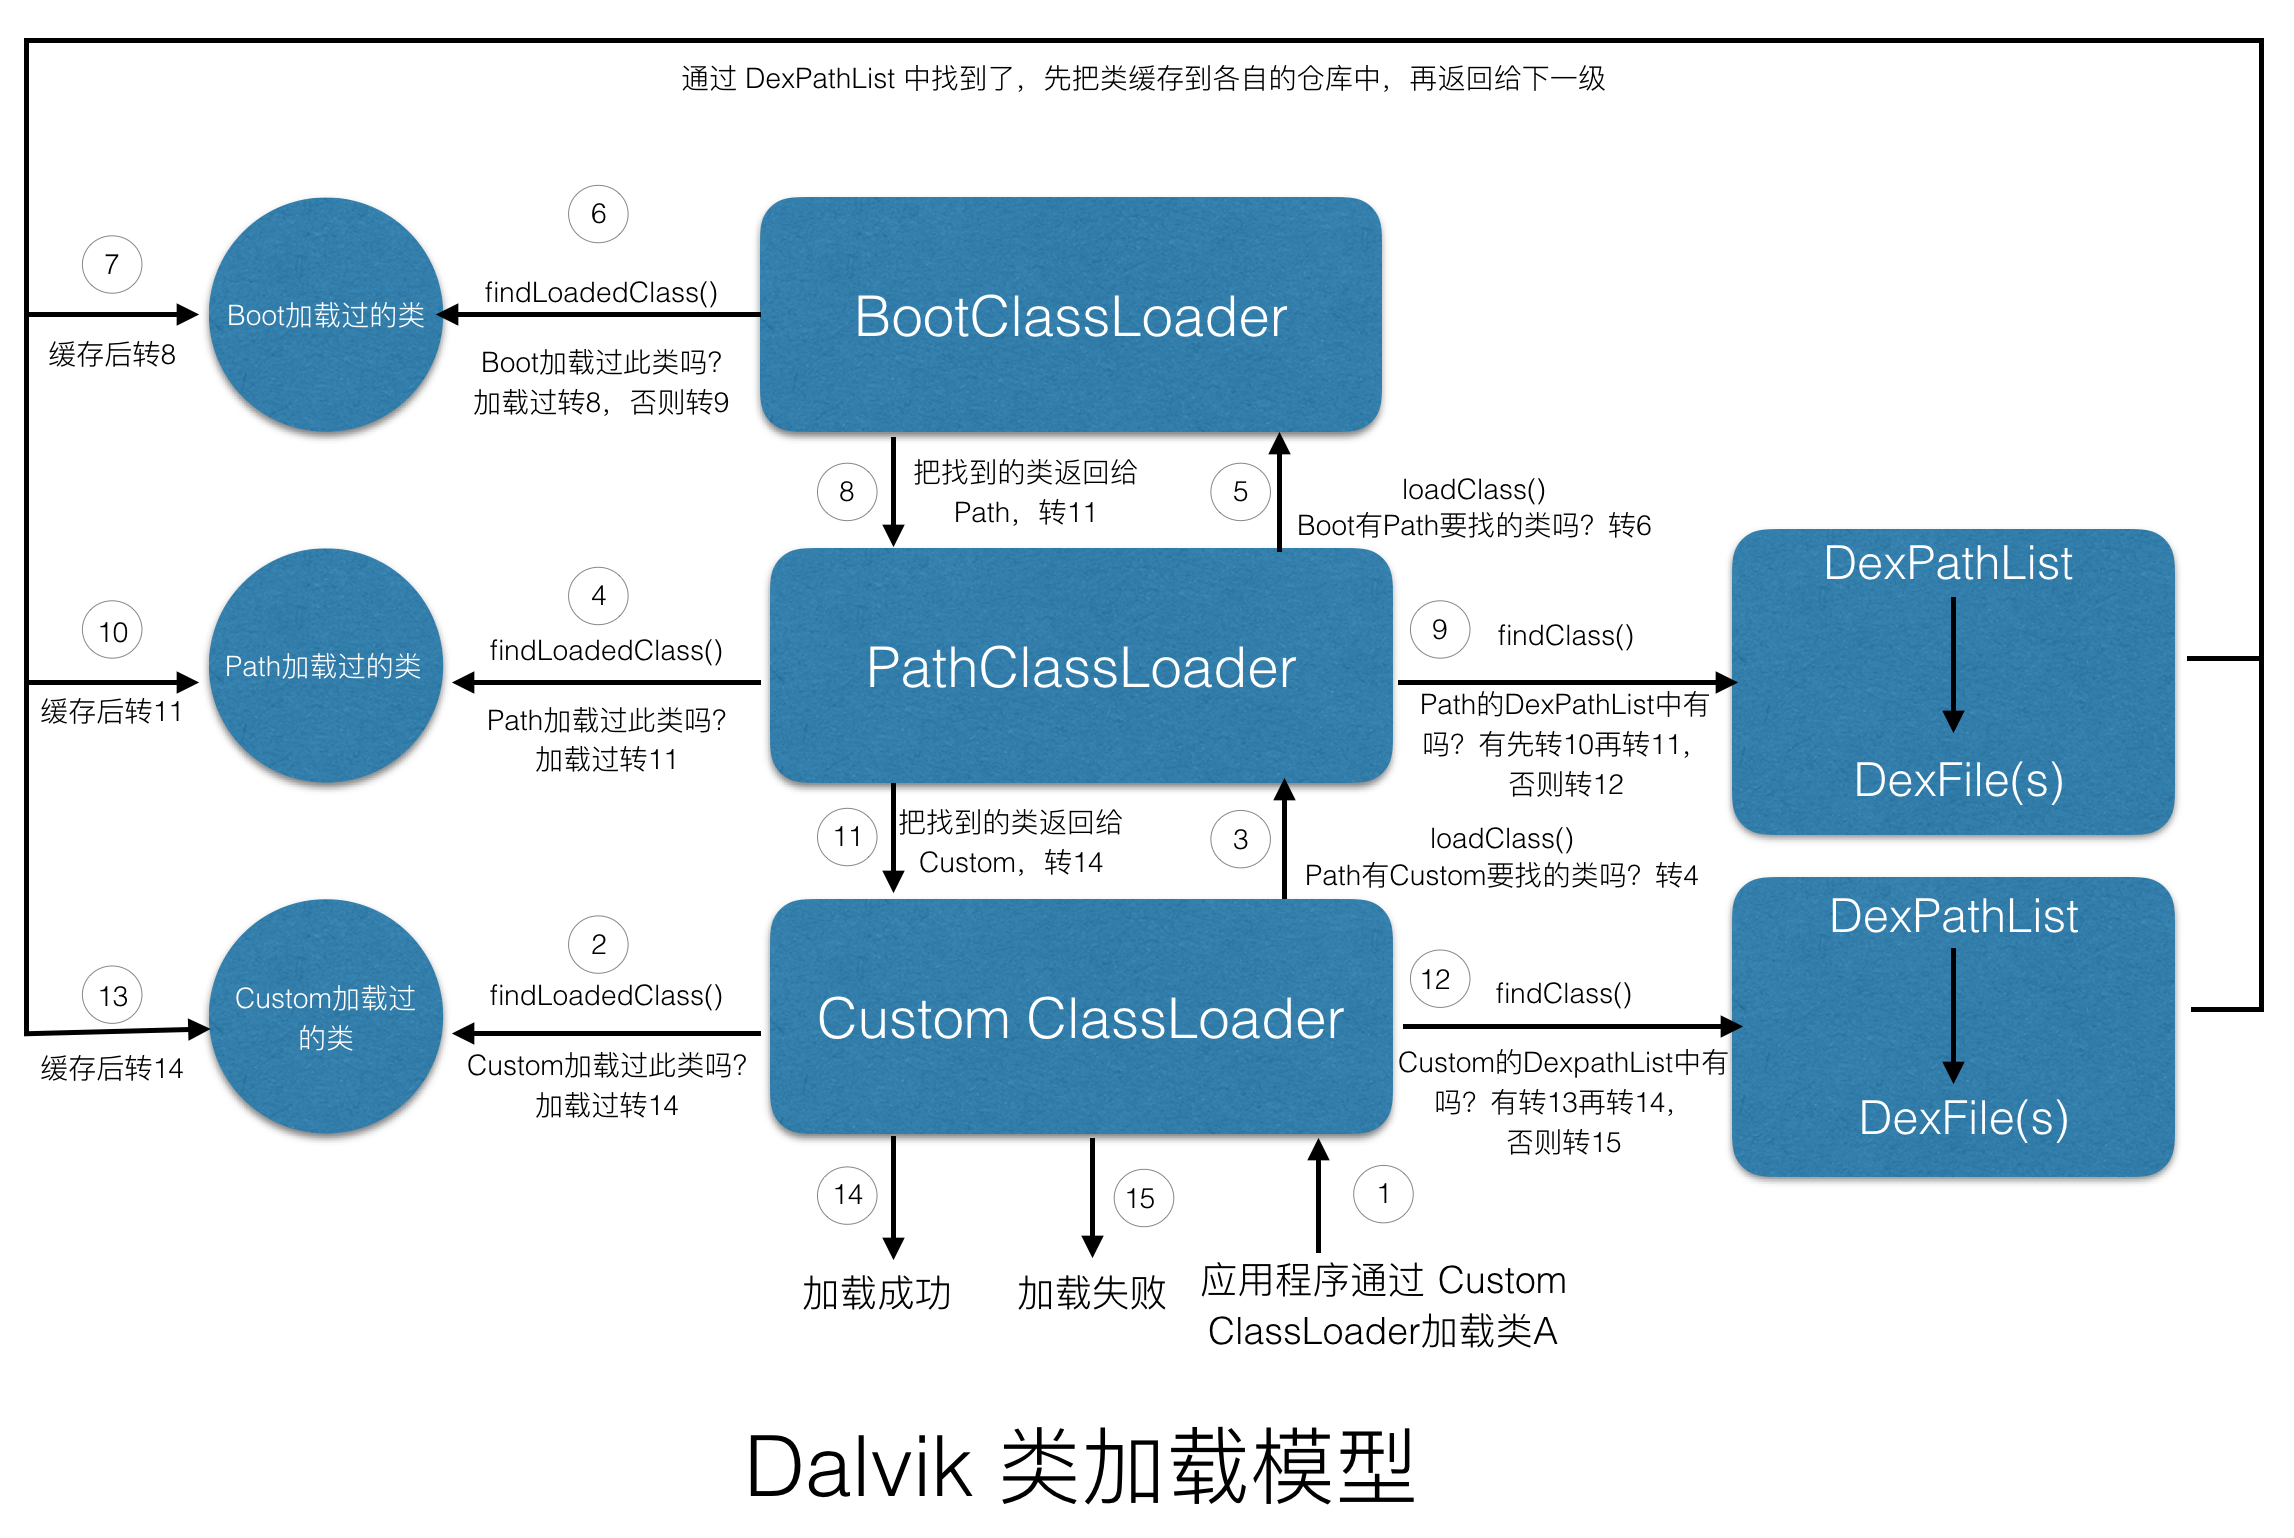 通过 DexPathList 中找到了，先把类缓存到各自的仓库中，再返回给下一级
6
7
findLoadedClass()
Boot加载过的类
BootClassLoader
缓存后转8
Boot加载过此类吗？
加载过转8，否则转9
8
把找到的类返回给
Path，转11
5
loadClass()
Boot有Path要找的类吗？转6
DexPathList
DexFile(s)
10
4
findLoadedClass()
Path加载过的类
PathClassLoader
9
findClass()
缓存后转11
Path加载过此类吗？
加载过转11
Path的DexPathList中有
吗？有先转10再转11，
否则转12
11
把找到的类返回给
Custom，转14
3
loadClass()
Path有Custom要找的类吗？转4
DexPathList
DexFile(s)
13
2
findLoadedClass()
Custom加载过
的类
Custom ClassLoader
12
findClass()
缓存后转14
Custom加载过此类吗？
加载过转14
Custom的DexpathList中有
吗？有转13再转14，
否则转15
14
15
1
加载成功
加载失败
应用程序通过 Custom
ClassLoader加载类A
Dalvik 类加载模型